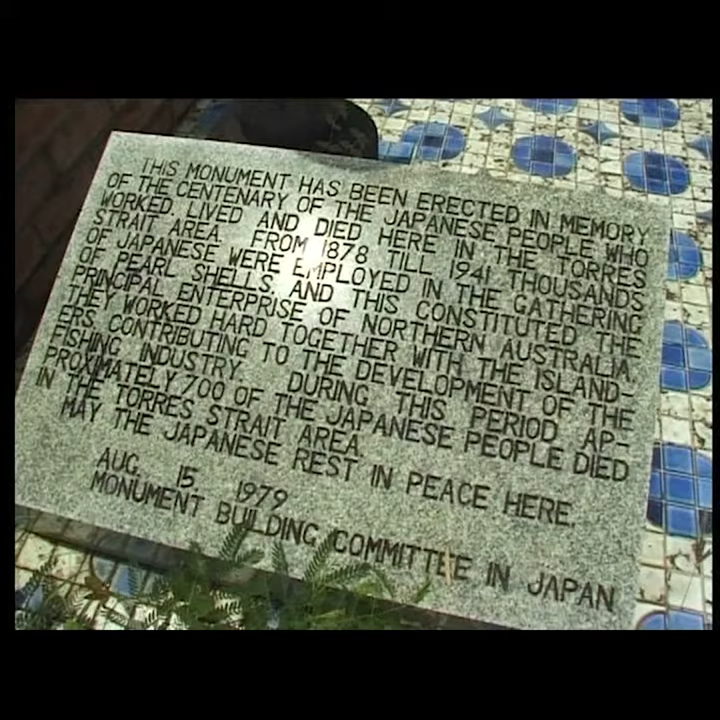 THIS MONUMENT HAS BEEN ERECTED IN MEMORY
OF THE CENTENARY OF THE JAPANESE PEOPLE WHO
WORKED, LIVED AND DIED HERE IN THE TORRES
STRAIT AREA. FROM 1878 TILL 1941, THOUSANDS
OF JAPANESE WERE EMPLOYED IN THE GATHERING
OF PEARL SHELLS, AND THIS CONSTITUTED THE
PRINCIPAL ENTERPRISE OF NORTHERN AUSTRALIA.
THEY WORKED HARD TOGETHER WITH THE ISLAND-
ERS, CONTRIBUTING TO THE DEVELOPMENT OF THE
FISHING INDUSTRY. DURING THIS PERIOD AP-
PROXIMATELY 700 OF THE JAPANESE PEOPLE DIED
IN THE TORRES STRAIT AREA.
MAY THE JAPANESE REST IN PEACE HERE.
AUG. 15. 1979
MONUMENT BUILDING COMMITTEE IN JAPAN